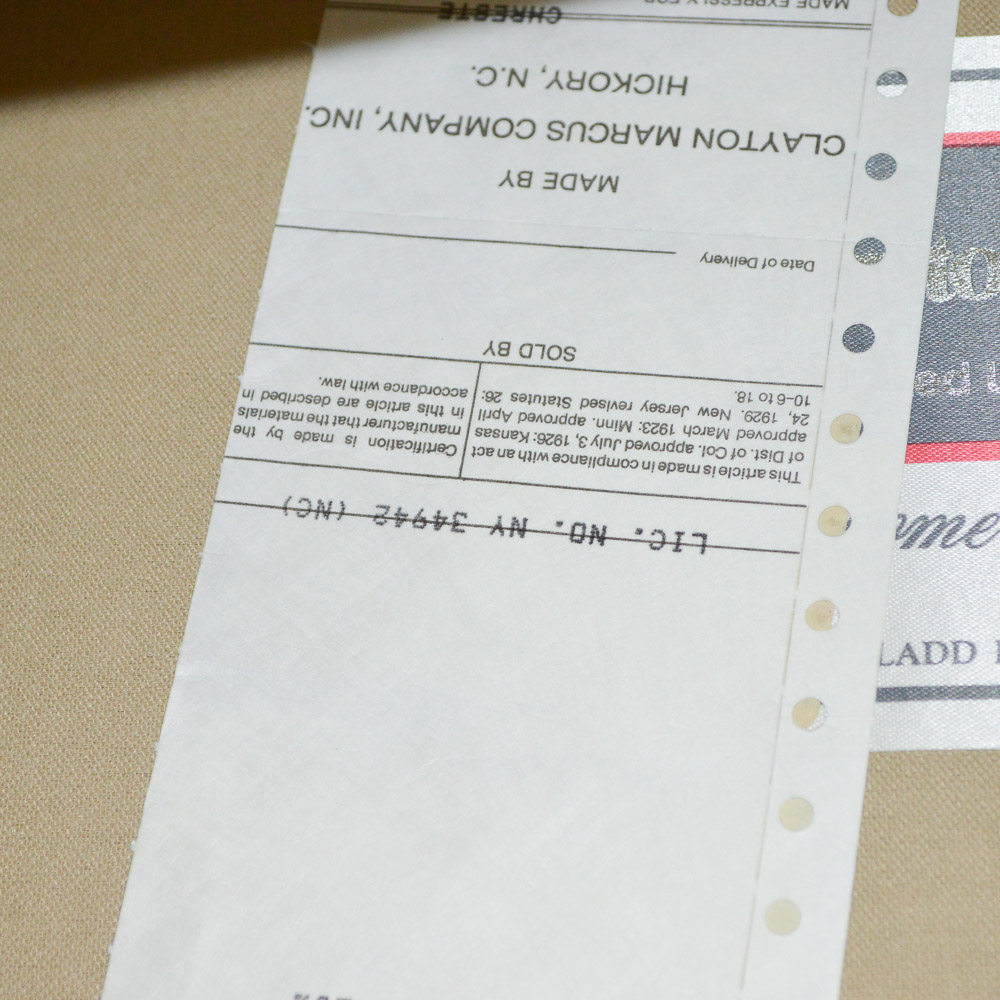 LIC. NO. NY 34942 (NC)
This article is made in compliance with an act
of Dist. of Col. approved July 3, 1926: Kansas
approved March 1923: Minn. approved April
24, 1929. New Jersey revised Statutes 26:
10-6 to 18.
Certification is made by the
manufacturer that the materials
in this article are described in
accordance with law.
SOLD BY
Date of Delivery
MADE BY
CLAYTON MARCUS COMPANY, INC.
HICKORY, N.C.
MADE EXPRESSLY FOR
LADD